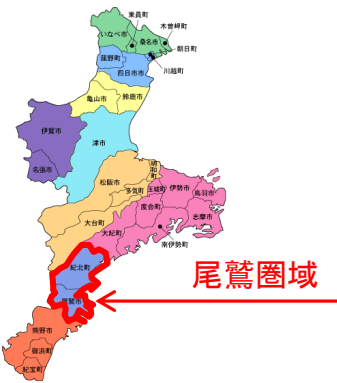 東員町
木曽岬町
いなべ市
桑名市
朝日町
菰野町
川越町
四日市市
亀山市
鈴鹿市
伊賀市
津市
名張市
松阪市
明和町
多気町
玉城町
伊勢市
鳥羽市
度会町
志摩市
大台町
大紀町
南伊勢町
紀北町
尾鷲圏域
尾鷲市
熊野市
御浜町
紀宝町